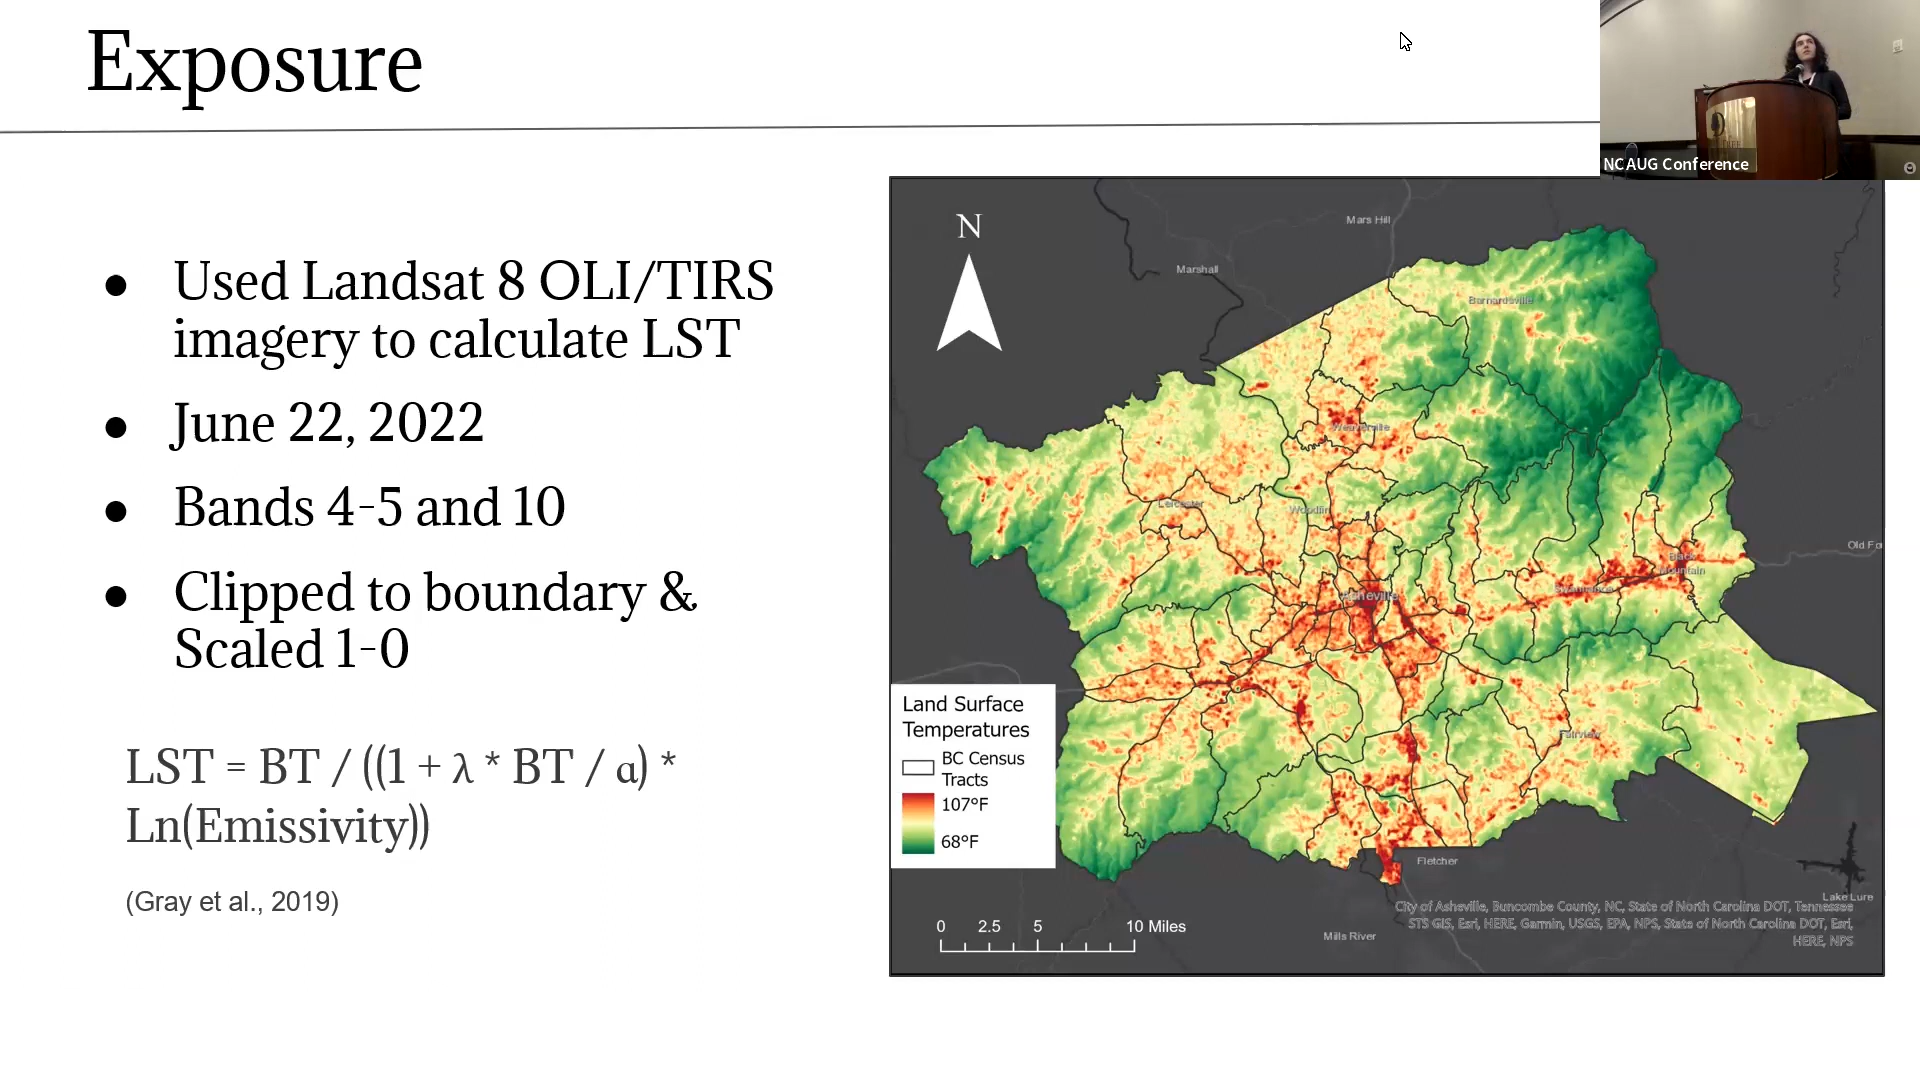 Exposure
NCAUG Conference
● Used Landsat 8 OLI/TIRS
imagery to calculate LST
● June 22, 2022
● Bands 4-5 and 10
● Clipped to boundary &
Scaled 1-0
LST = BT / ((1 + λ * BT / α) *
Ln(Emissivity))
(Gray et al., 2019)
N
Mars Hill
Marshall
Barnardsville
Weaverville
Leicester
Woodfin
Old Fo
Black
Mountain
Swannanoa
Asheville
Fairview
Land Surface
Temperatures
BC Census
Tracts
107°F
68°F
Fletcher
Lake Lure
Mills River
0 2.5 5 10 Miles
City of Asheville, Buncombe County, NC, State of North Carolina DOT, Tennessee
STS GIS, Esri, HERE, Garmin, USGS, EPA, NPS, State of North Carolina DOT, Esri,
HERE, NPS